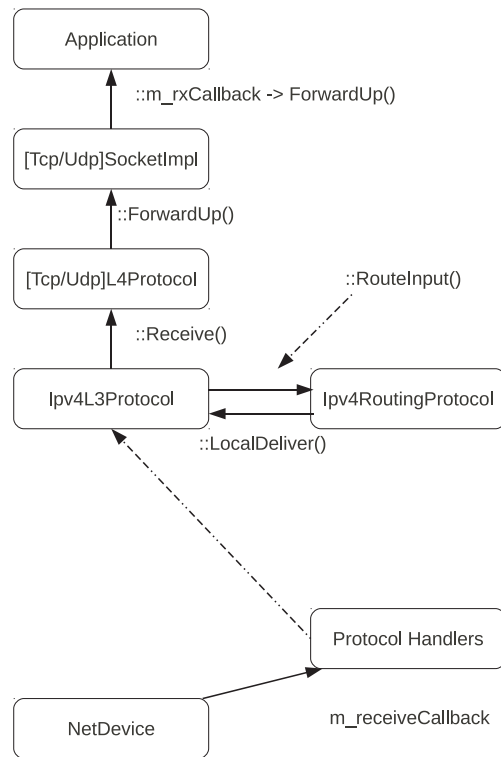 Application
::m_rxCallback -> ForwardUp()
[Tcp/Udp]SocketImpl
::ForwardUp()
[Tcp/Udp]L4Protocol
::RouteInput()
::Receive()
Ipv4L3Protocol
Ipv4RoutingProtocol
::LocalDeliver()
Protocol Handlers
m_receiveCallback
NetDevice